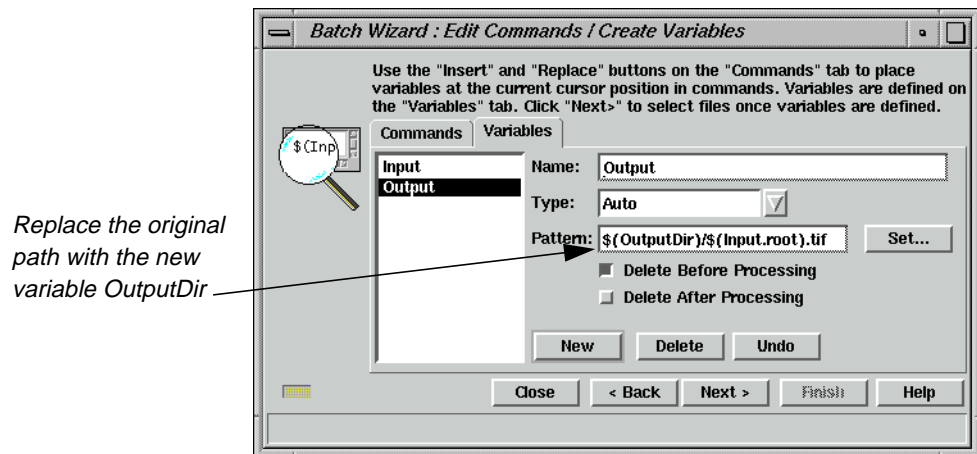 Batch Wizard : Edit Commands / Create Variables
Use the "Insert" and "Replace" buttons on the "Commands" tab to place
variables at the current cursor position in commands. Variables are defined on
the "Variables" tab. Click "Next>" to select files once variables are defined.
$(Inp
Commands Variables
Input
Output
Name: Output
Type: Auto
Pattern: $(OutputDir)/$(Input.root).tif Set...
Delete Before Processing
Delete After Processing
New Delete Undo
Close < Back Next > Finish Help
Replace the original
path with the new
variable OutputDir